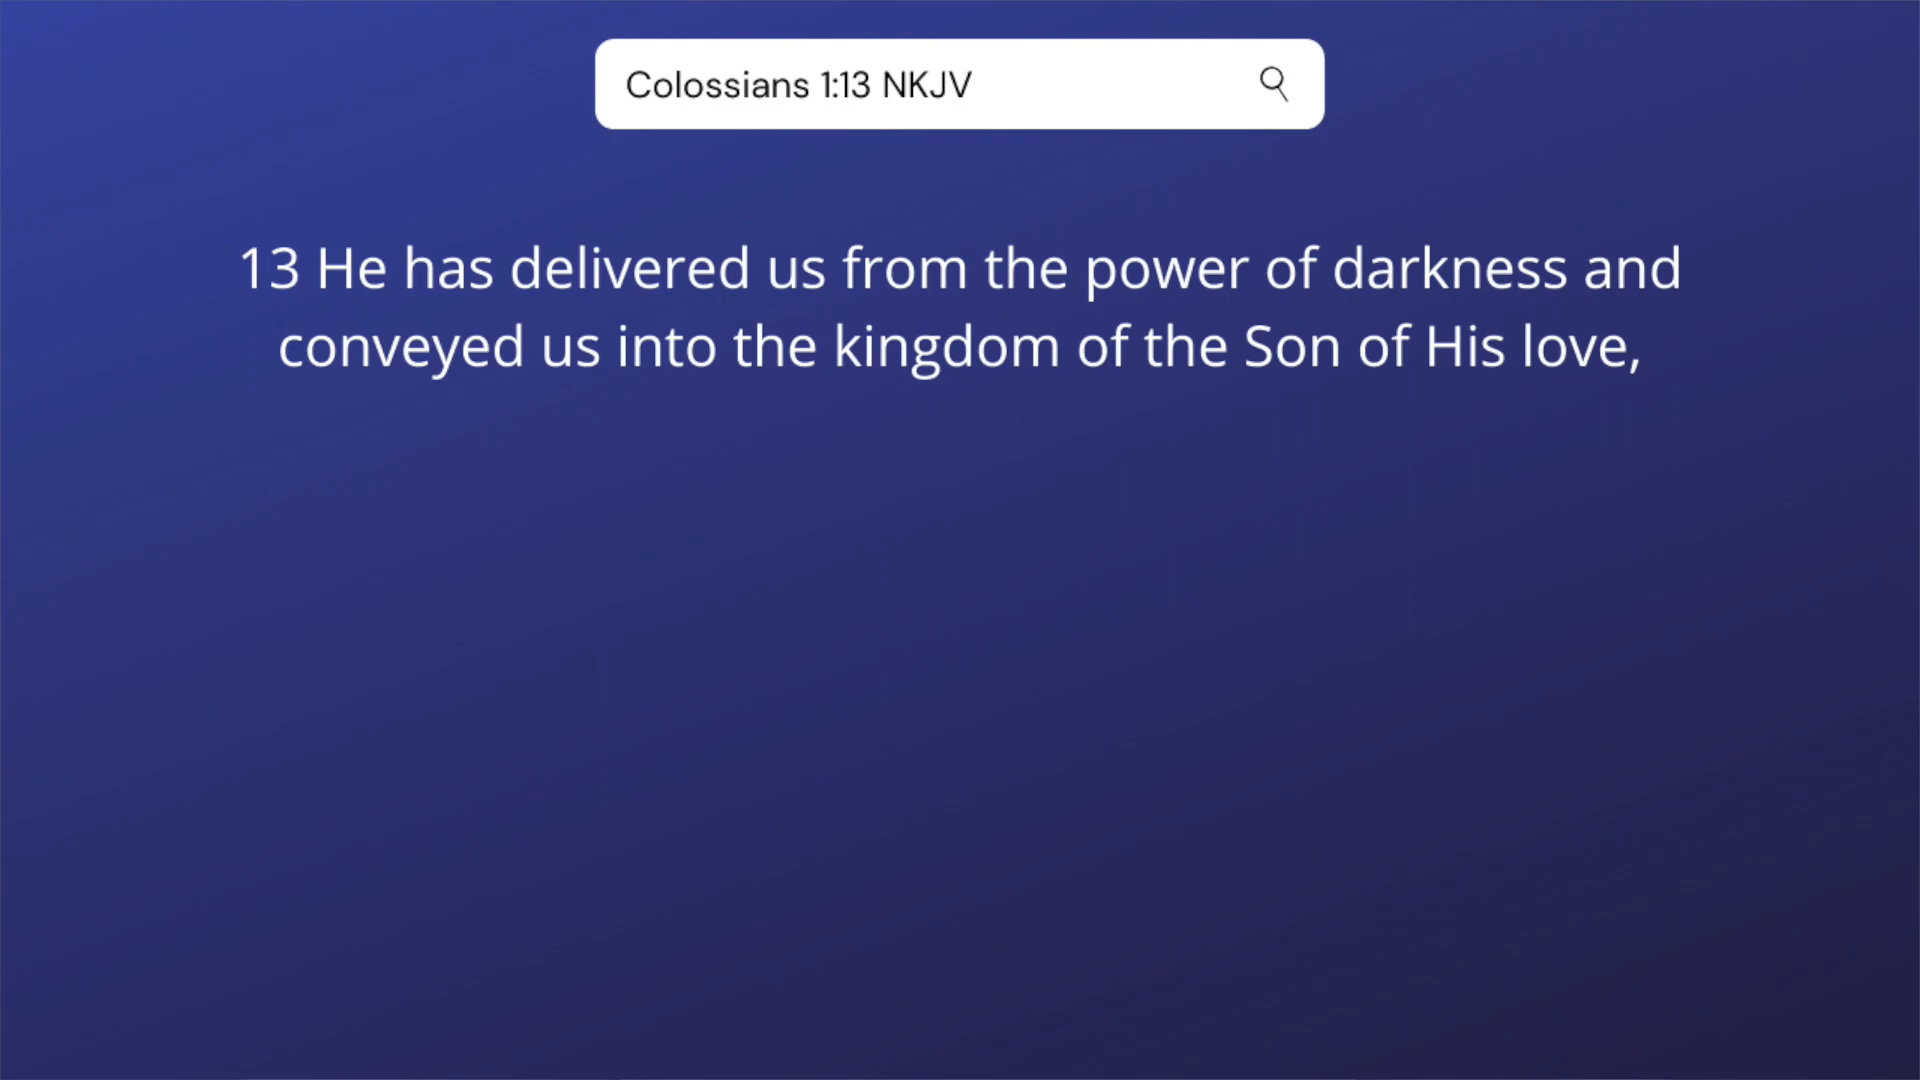 Colossians 1:13 NKJV
13 He has delivered us from the power of darkness and
conveyed us into the kingdom of the Son of His love,